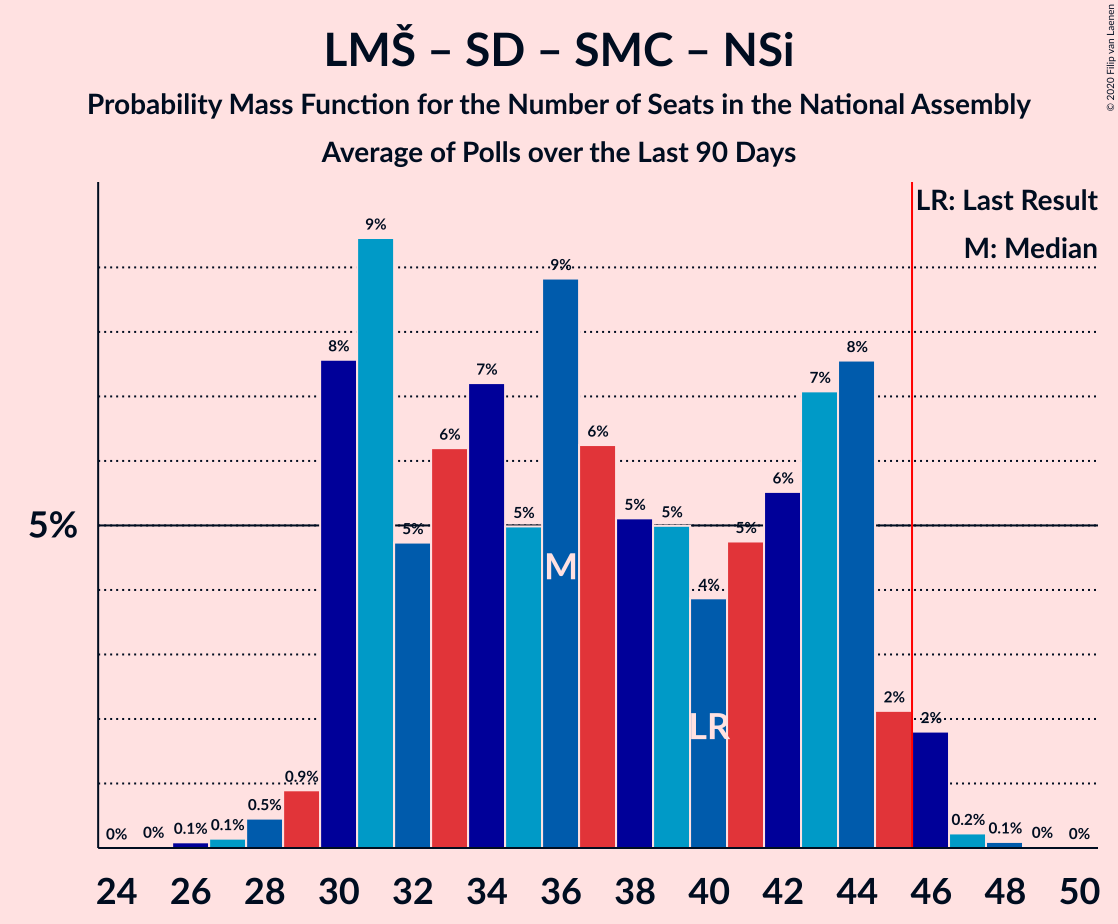 LMŠ – SD – SMC – NSi
Probability Mass Function for the Number of Seats in the National Assembly
Average of Polls over the Last 90 Days
© 2020 Filip van Laenen
LR: Last Result
M: Median
5%
0% 0% 0.1% 0.1% 0.5% 0.9% 8% 9% 5% 6% 7% 5% 9% 6% 5% 5% 4% 5% 6% 7% 8% 2% 2% 0.2% 0.1% 0% 0%
M
LR
24 26 28 30 32 34 36 38 40 42 44 46 48 50